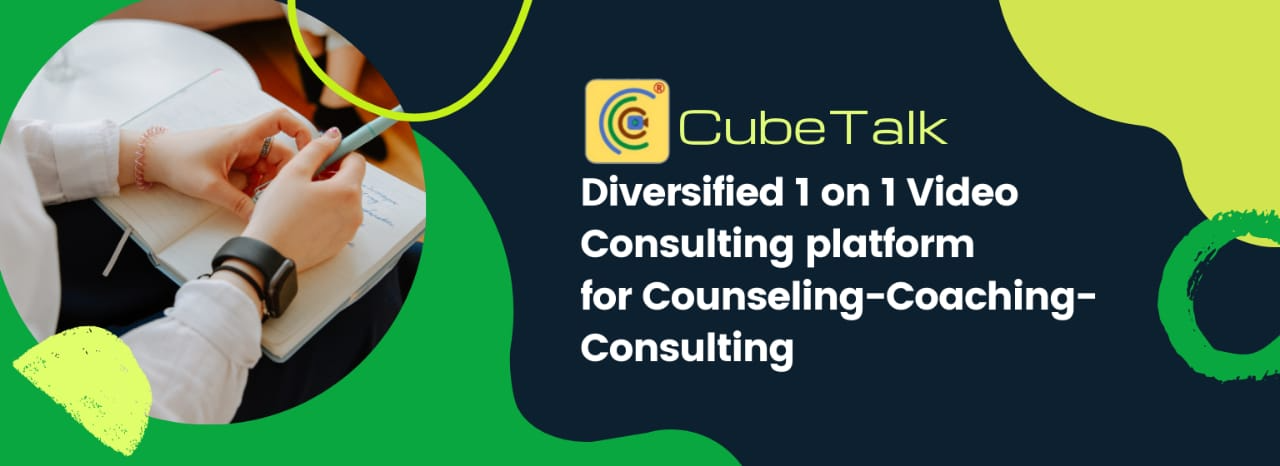 ®
CubeTalk
Diversified 1 on 1 Video
Consulting platform
for Counseling-Coaching-
Consulting